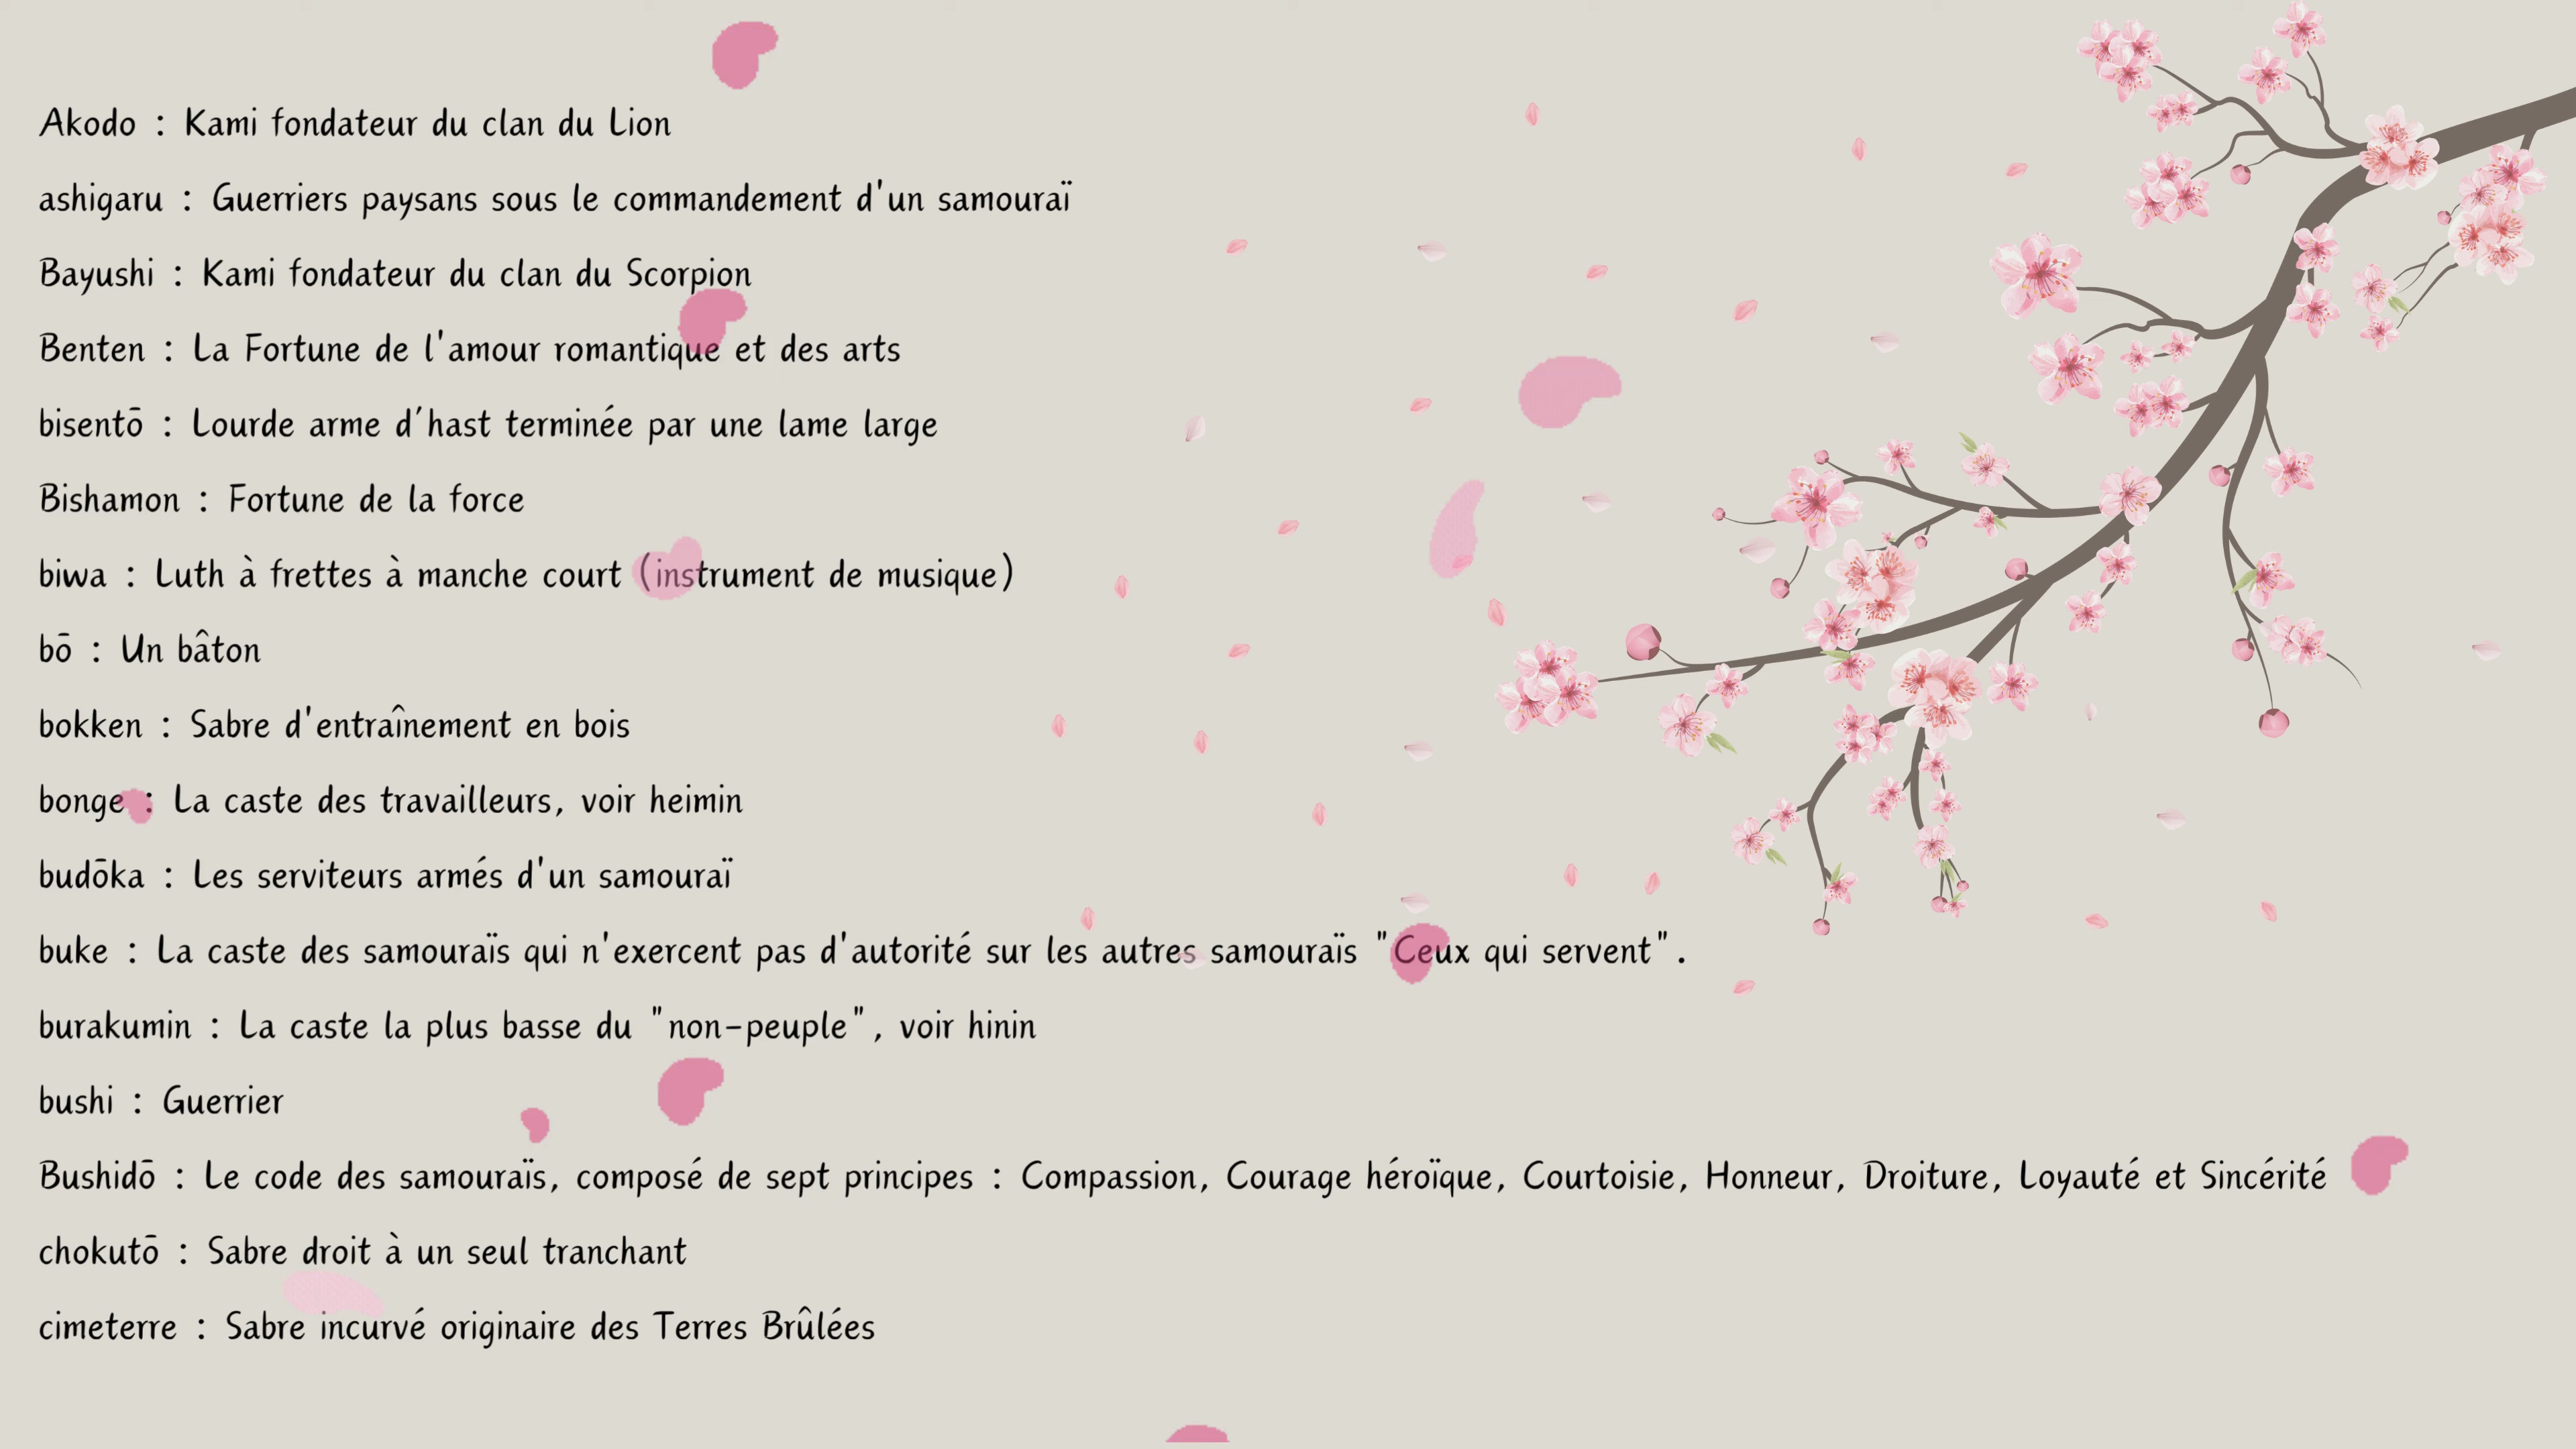 Akodo : Kami fondateur du clan du Lion
ashigaru : Guerriers paysans sous le commandement d'un samouraï
Bayushi : Kami fondateur du clan du Scorpion
Benten : La Fortune de l'amour romantique et des arts
bisentō : Lourde arme d'hast terminée par une lame large
Bishamon : Fortune de la force
biwa : Luth à frettes à manche court (instrument de musique)
bō : Un bâton
bokken : Sabre d'entraînement en bois
bonge : La caste des travailleurs, voir heimin
budōka : Les serviteurs armés d'un samouraï
buke : La caste des samouraïs qui n'exercent pas d'autorité sur les autres samouraïs "Ceux qui servent".
burakumin : La caste la plus basse du "non-peuple", voir hinin
bushi : Guerrier
Bushidō : Le code des samouraïs, composé de sept principes : Compassion, Courage héroïque, Courtoisie, Honneur, Droiture, Loyauté et Sincérité
chokutō : Sabre droit à un seul tranchant
cimeterre : Sabre incurvé originaire des Terres Brûlées